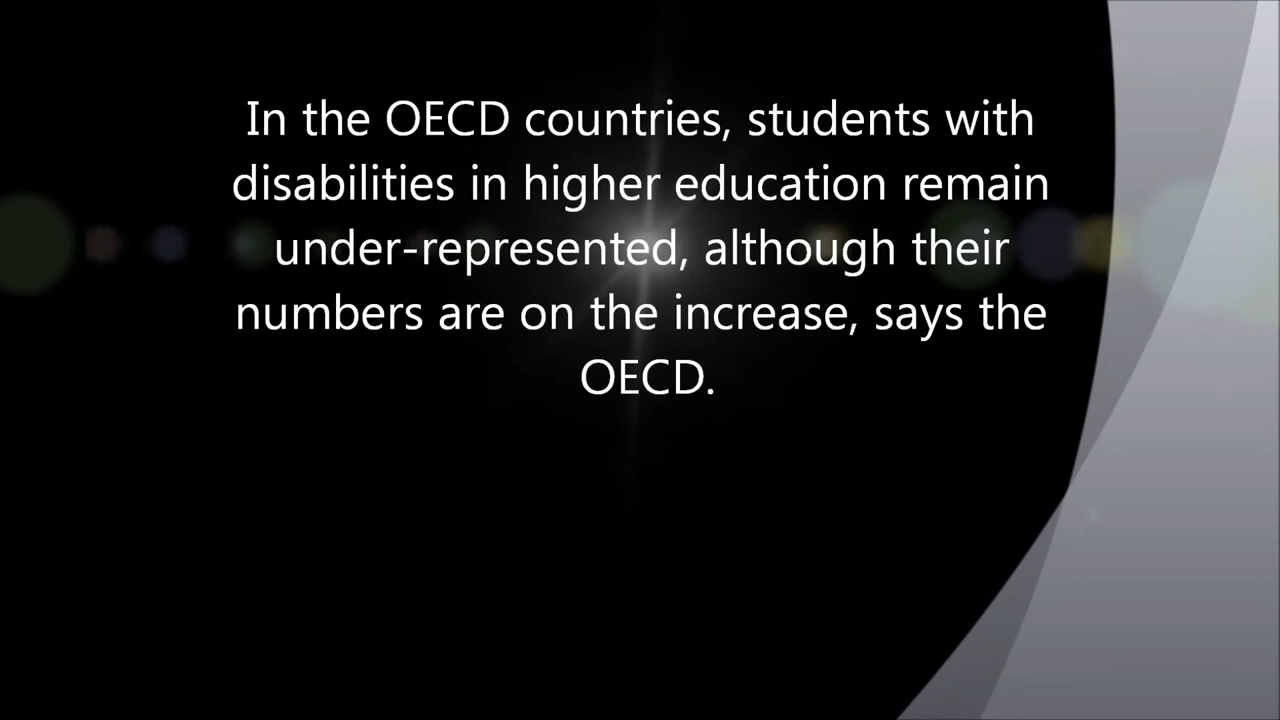 In the OECD countries, students with
disabilities in higher education remain
under-represented, although their
numbers are on the increase, says the
OECD.